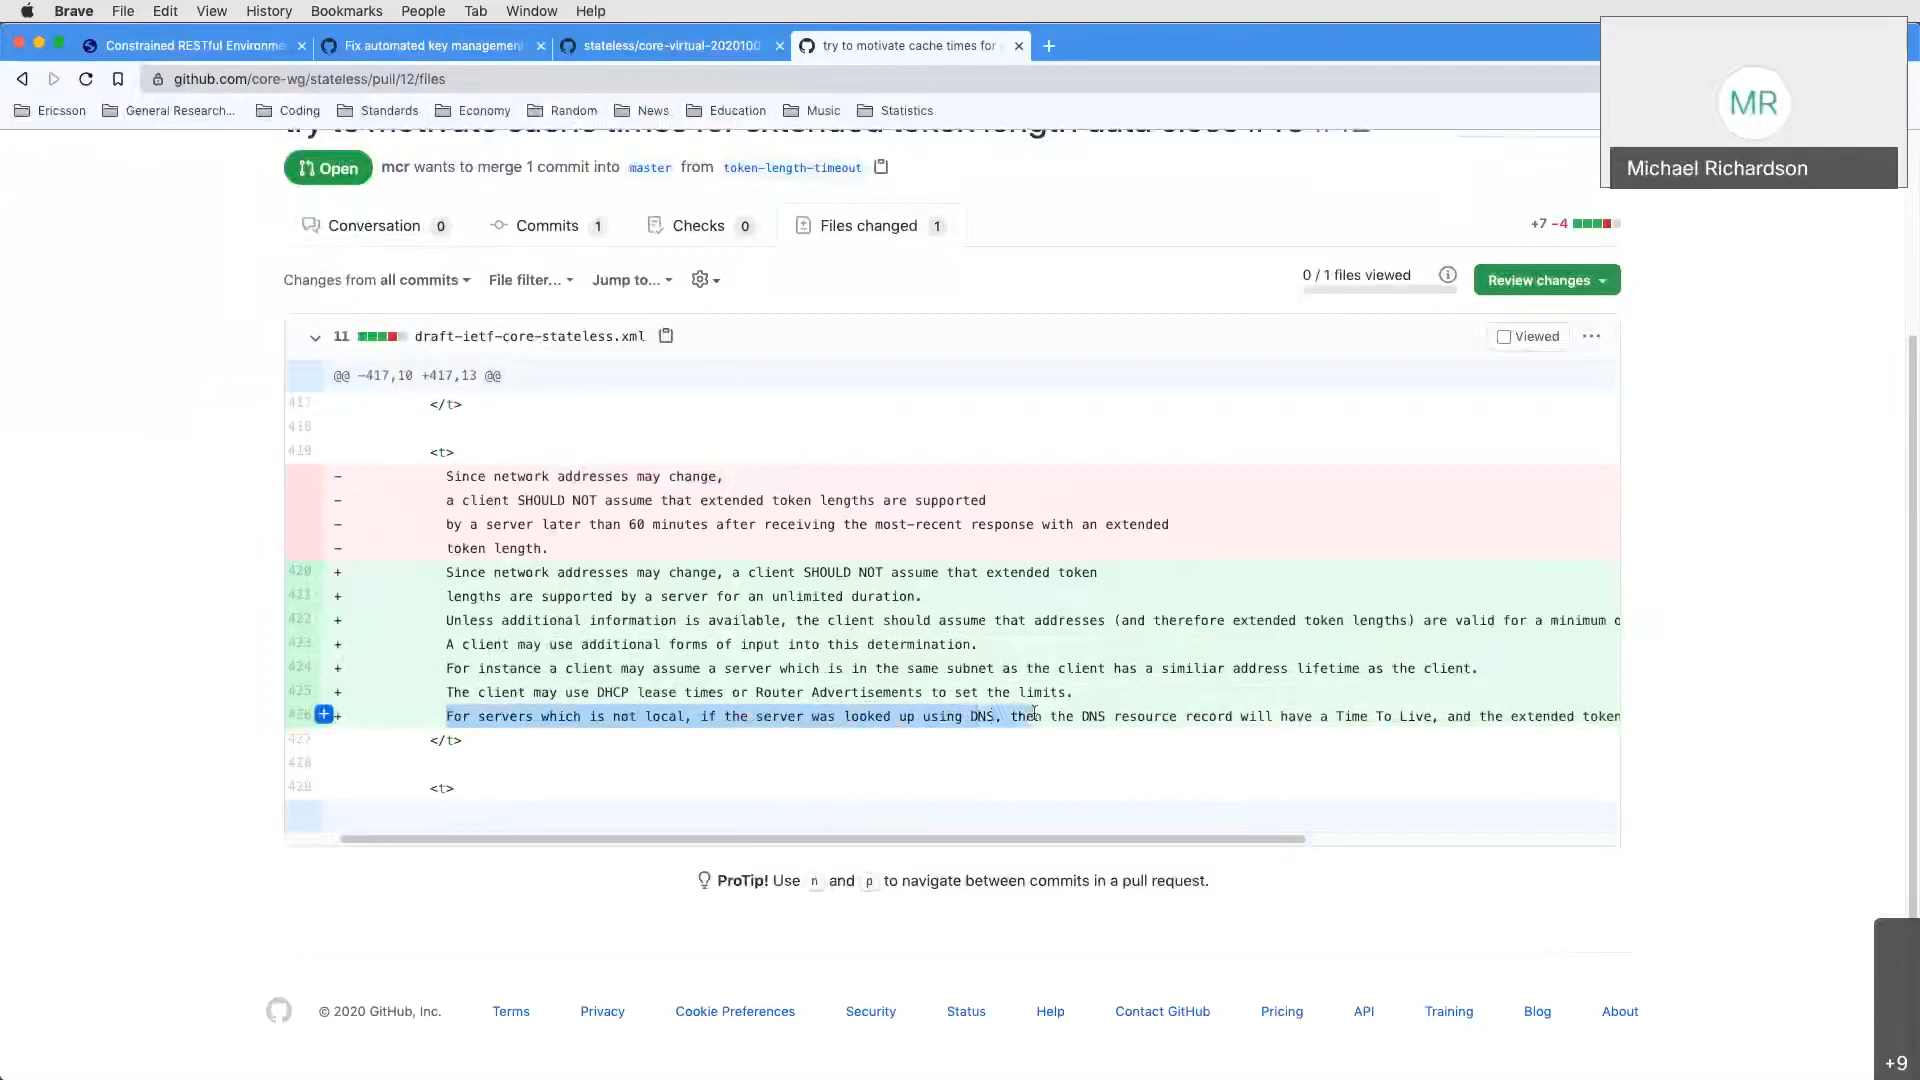 Brave File Edit View History Bookmarks People Tab Window Help
Constrained RESTful Environme
Fix automated key managemen
stateless/core-virtual-2020100
try to motivate cache times for
github.com/core-wg/stateless/pull/12/files
Ericsson General Research... Coding Standards Economy Random News Education Music Statistics
MR
Michael Richardson
Open mcr wants to merge 1 commit into master from token-length-timeout
Conversation 0 Commits 1 Checks 0 Files changed 1
+7 −4
Changes from all commits File filter... Jump to...
0 / 1 files viewed
Review changes
11 draft-ietf-core-stateless.xml
Viewed
@@ -417,10 +417,13 @@
417 </t>
418
419 <t>
- Since network addresses may change,
- a client SHOULD NOT assume that extended token lengths are supported
- by a server later than 60 minutes after receiving the most-recent response with an extended
- token length.
420 + Since network addresses may change, a client SHOULD NOT assume that extended token
421 + lengths are supported by a server for an unlimited duration.
422 + Unless additional information is available, the client should assume that addresses (and therefore extended token lengths) are valid for a minimum o
423 + A client may use additional forms of input into this determination.
424 + For instance a client may assume a server which is in the same subnet as the client has a similiar address lifetime as the client.
425 + The client may use DHCP lease times or Router Advertisements to set the limits.
426 + For servers which is not local, if the server was looked up using DNS, then the DNS resource record will have a Time To Live, and the extended token
427 </t>
428
429 <t>
ProTip! Use n and p to navigate between commits in a pull request.
© 2020 GitHub, Inc. Terms Privacy Cookie Preferences Security Status Help Contact GitHub Pricing API Training Blog About
+9